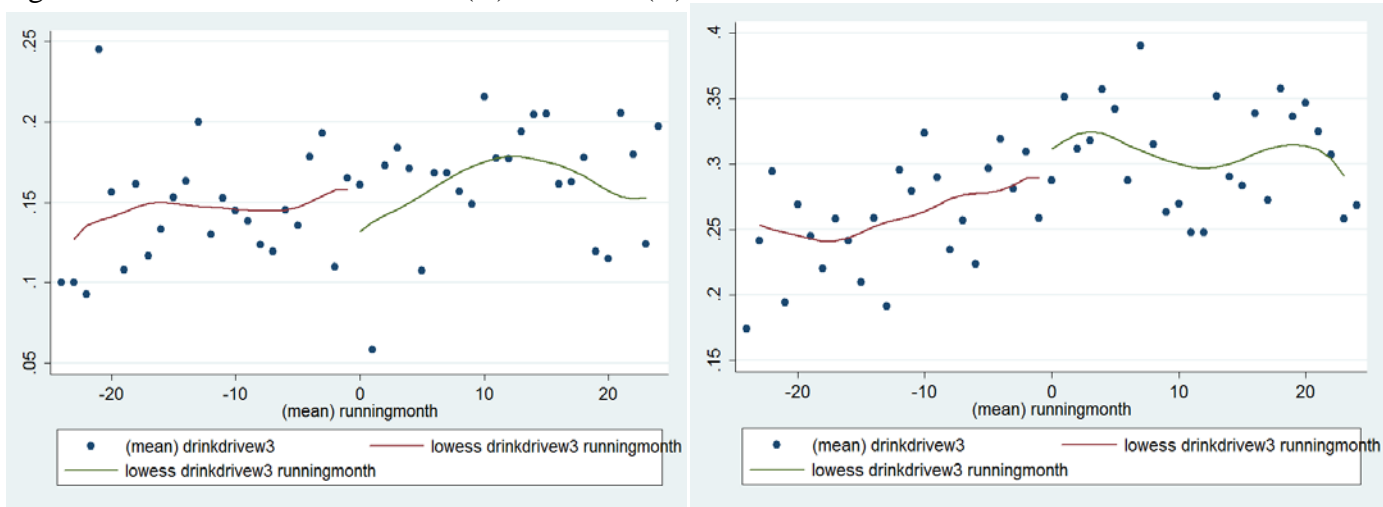 .25
.2
.15
.1
.05
-20 -10 0 10 20
(mean) runningmonth
(mean) drinkdrivew3 lowess drinkdrivew3 runningmonth
lowess drinkdrivew3 runningmonth
.4
.35
.3
.25
.2
.15
-20 -10 0 10 20
(mean) runningmonth
(mean) drinkdrivew3 lowess drinkdrivew3 runningmonth
lowess drinkdrivew3 runningmonth